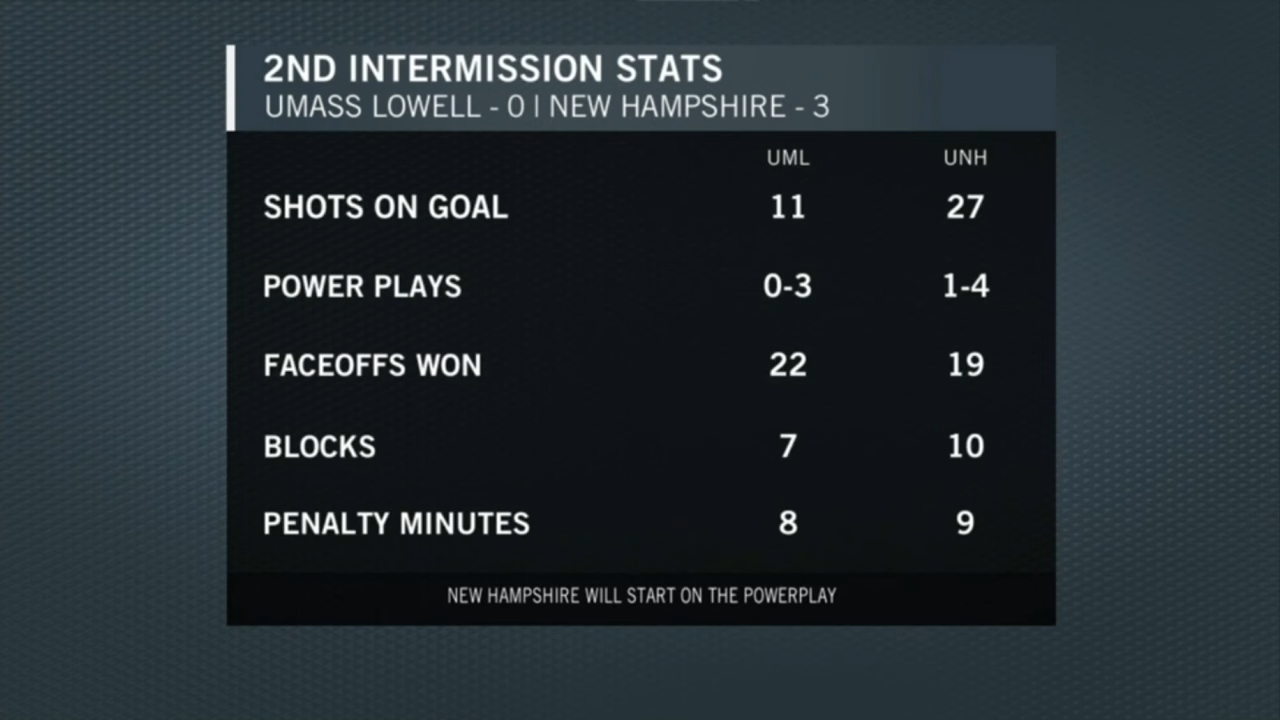 2ND INTERMISSION STATS
UMASS LOWELL - 0 | NEW HAMPSHIRE - 3
UML UNH
SHOTS ON GOAL 11 27
POWER PLAYS 0-3 1-4
FACEOFFS WON 22 19
BLOCKS 7 10
PENALTY MINUTES 8 9
NEW HAMPSHIRE WILL START ON THE POWERPLAY